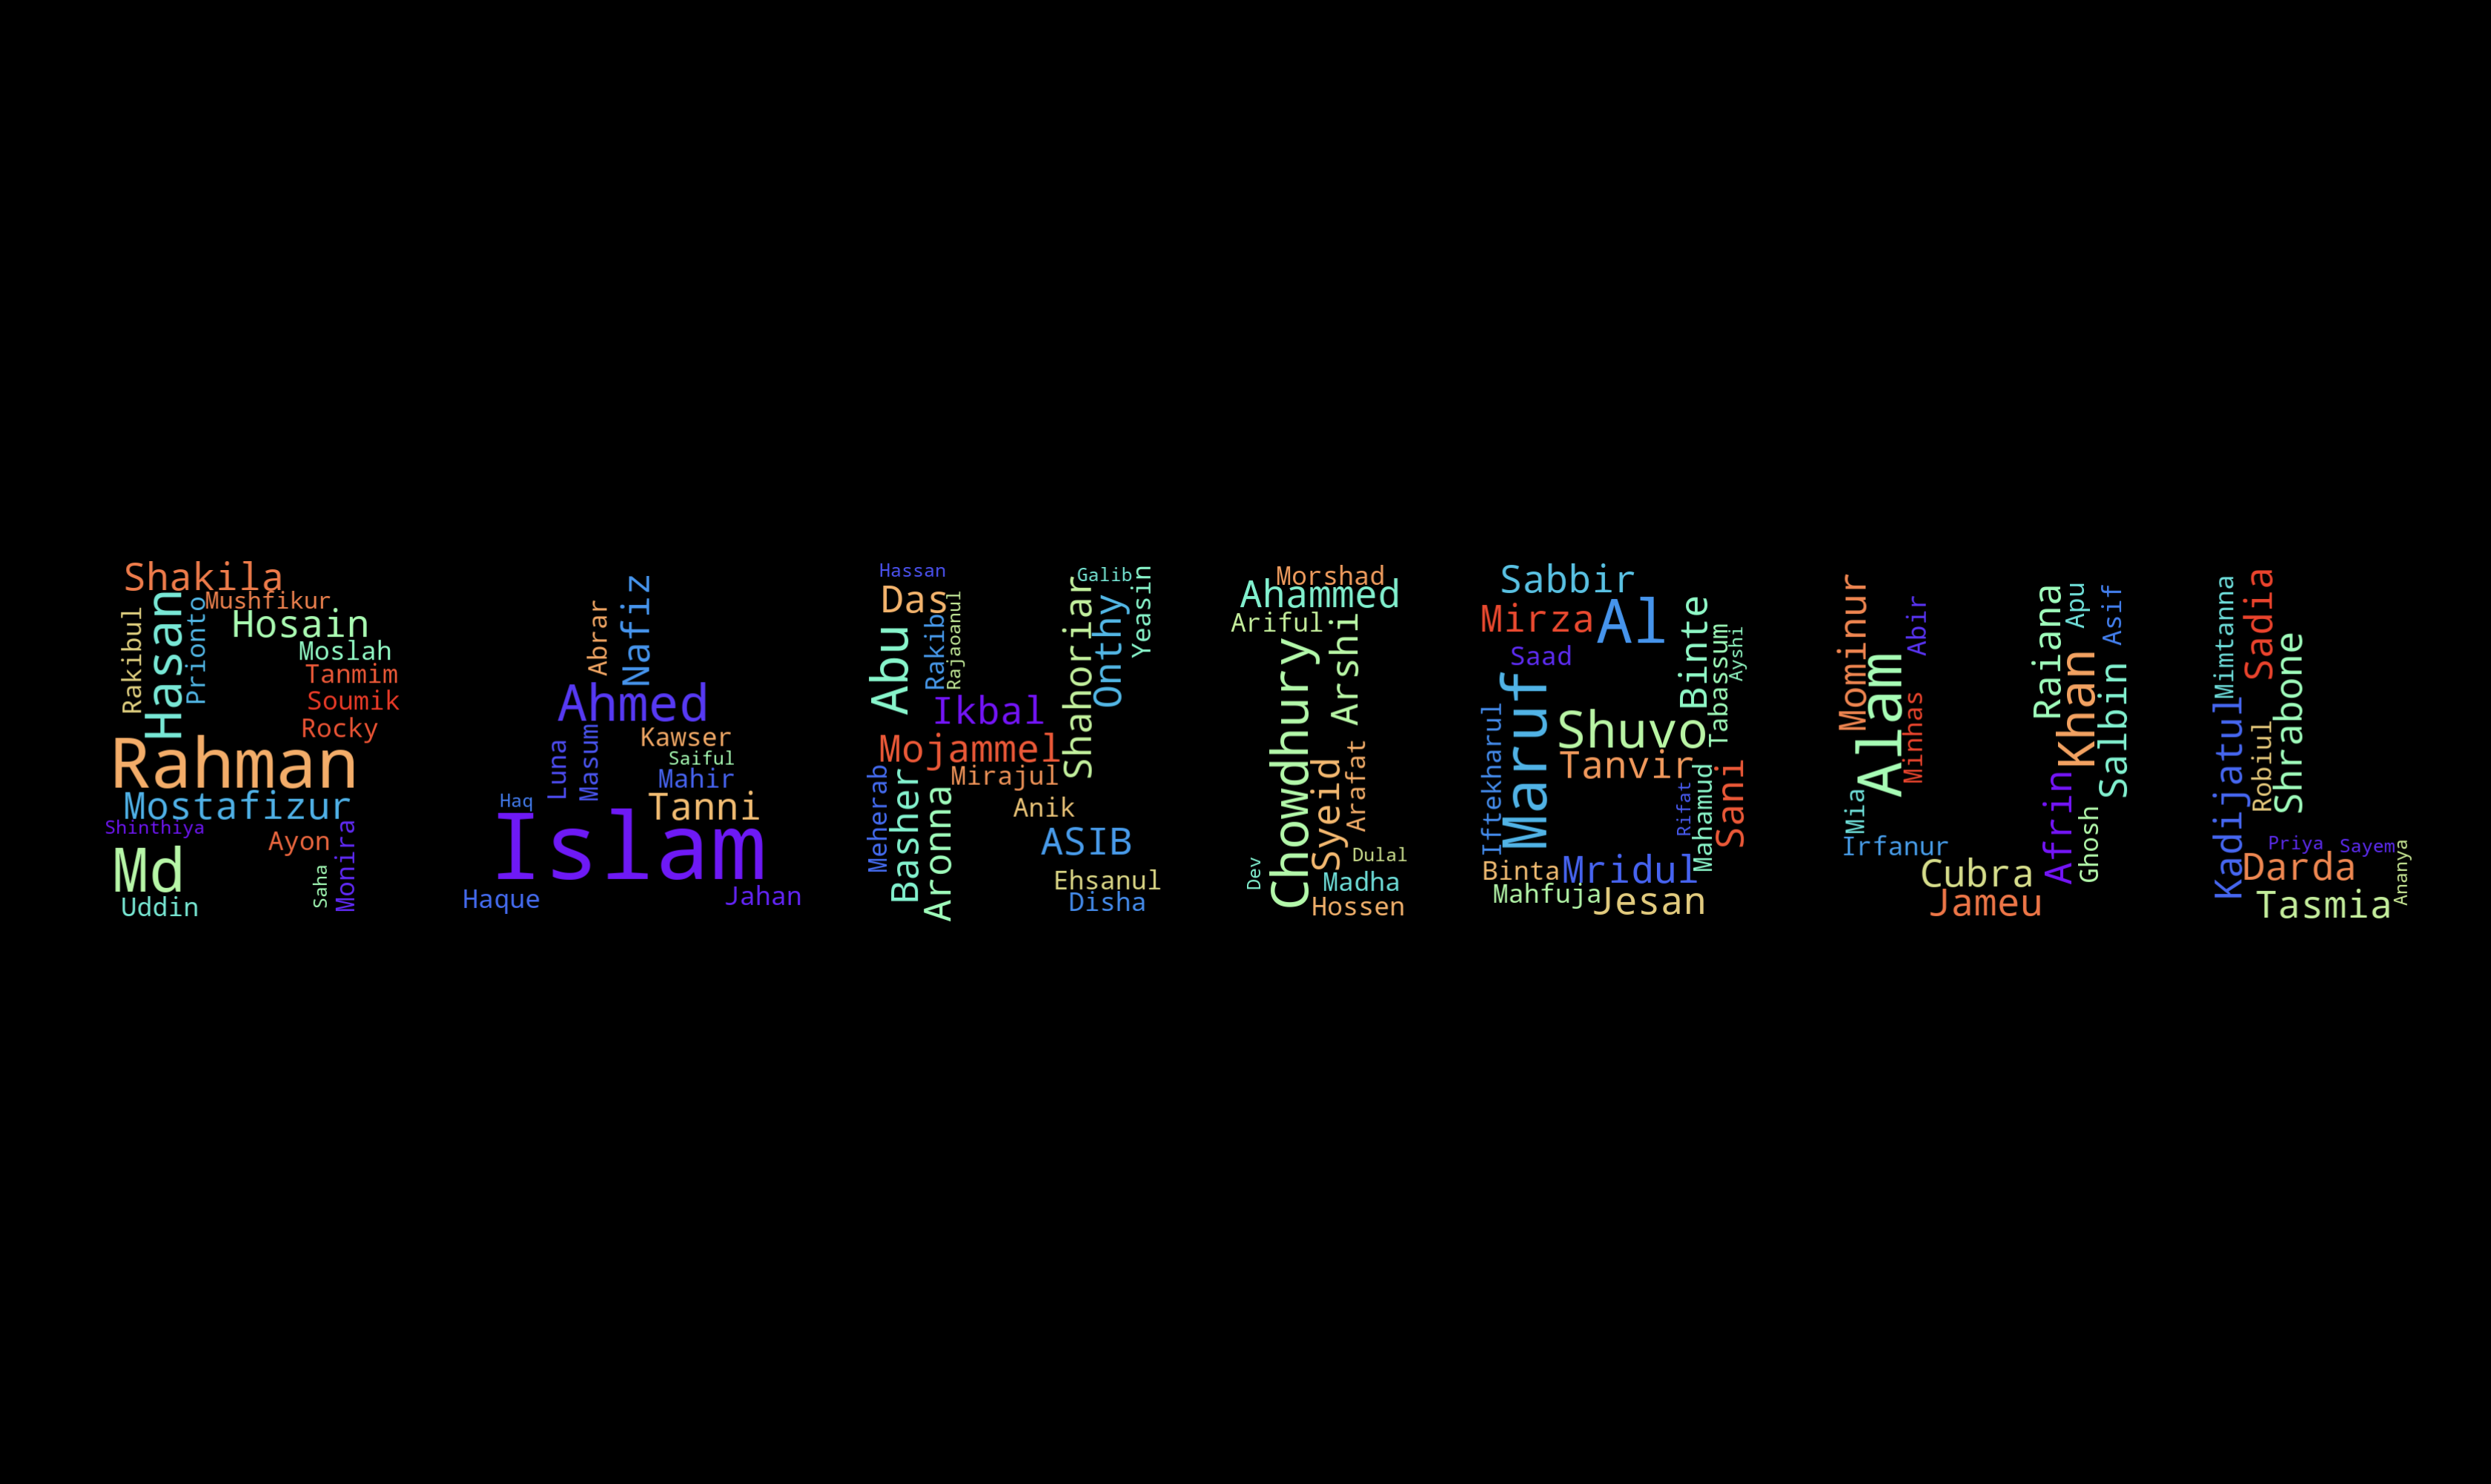 Shakila
Mushfikur
Rakibul
Hasan
Prionto
Hosain
Moslah
Tanmim
Soumik
Rocky
Rahman
Mostafizur
Shinthiya
Ayon
Md
Saha
Monira
Uddin
Abrar
Nafiz
Ahmed
Luna
Masum
Kawser
Saiful
Mahir
Haq
Tanni
Islam
Haque
Jahan
Hassan
Das
Abu
Rakib
Rajaoanul
Ikbal
Mojammel
Mirajul
Meherab
Basher
Aronna
Shahoriar
Galib
Onthy
Yeasin
Anik
ASIB
Ehsanul
Disha
Morshad
Ahammed
Ariful
Arshi
Chowdhury
Syeid
Arafat
Dulal
Dev
Madha
Hossen
Sabbir
Mirza
Al
Saad
Binte
Tabassum
Ayshi
Iftekharul
Maruf
Shuvo
Tanvir
Rifat
Mahamud
Sani
Binta
Mridul
Mahfuja
Jesan
Mominur
Alam
Abir
Minhas
Mia
Irfanur
Cubra
Jameu
Raiana
Apu
Asif
Khan
Salbin
Afrin
Ghosh
Mimtanna
Sadia
Kadijatul
Robiul
Shrabone
Priya
Sayem
Darda
Ananya
Tasmia